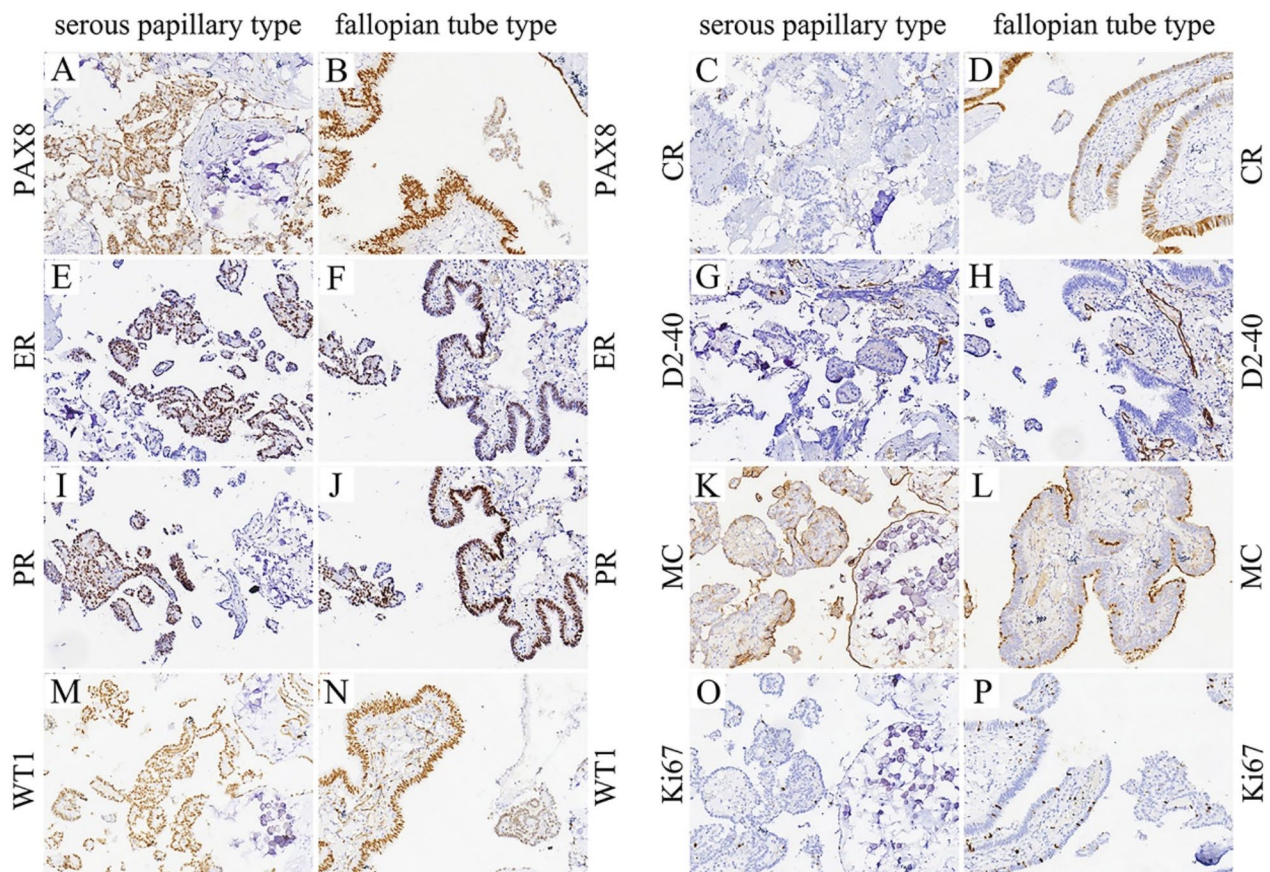 serous papillary type fallopian tube type serous papillary type fallopian tube type
PAX8 A B PAX8 CR C D CR
ER E F ER D2-40 G H D2-40
PR I J PR MC K L MC
WT1 M N WT1 Ki67 O P Ki67